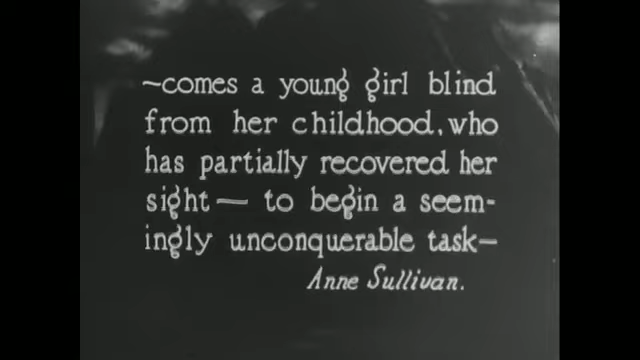 ~comes a young girl blind
from her childhood, who
has partially recovered her
sight — to begin a seem-
ingly unconquerable task—
Anne Sullivan.